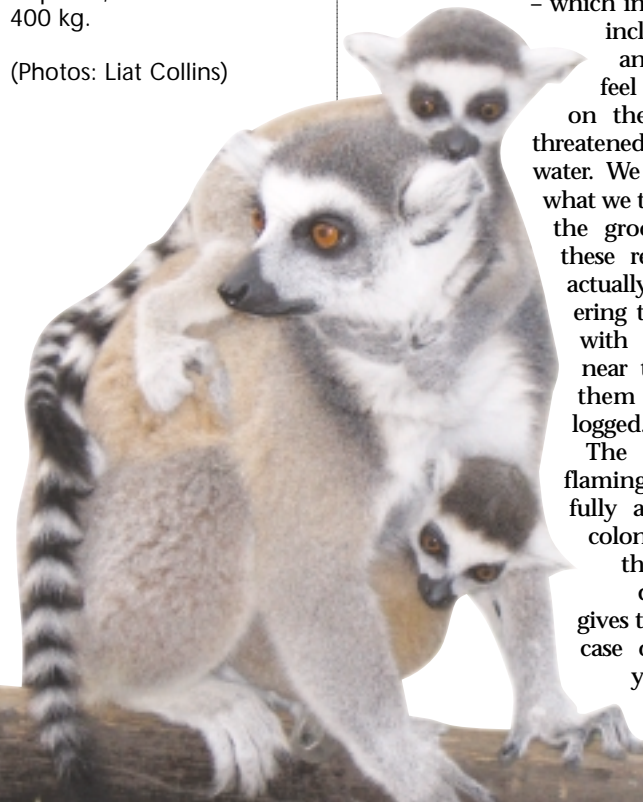 400 kg.
(Photos: Liat Collins)
– which in
incl
an
feel
on the
threatened
water. We
what we t
the groo
these re
actually
ering t
with
near t
them
logged.
The
flaming
fully a
colon
th
c
gives t
case c
y